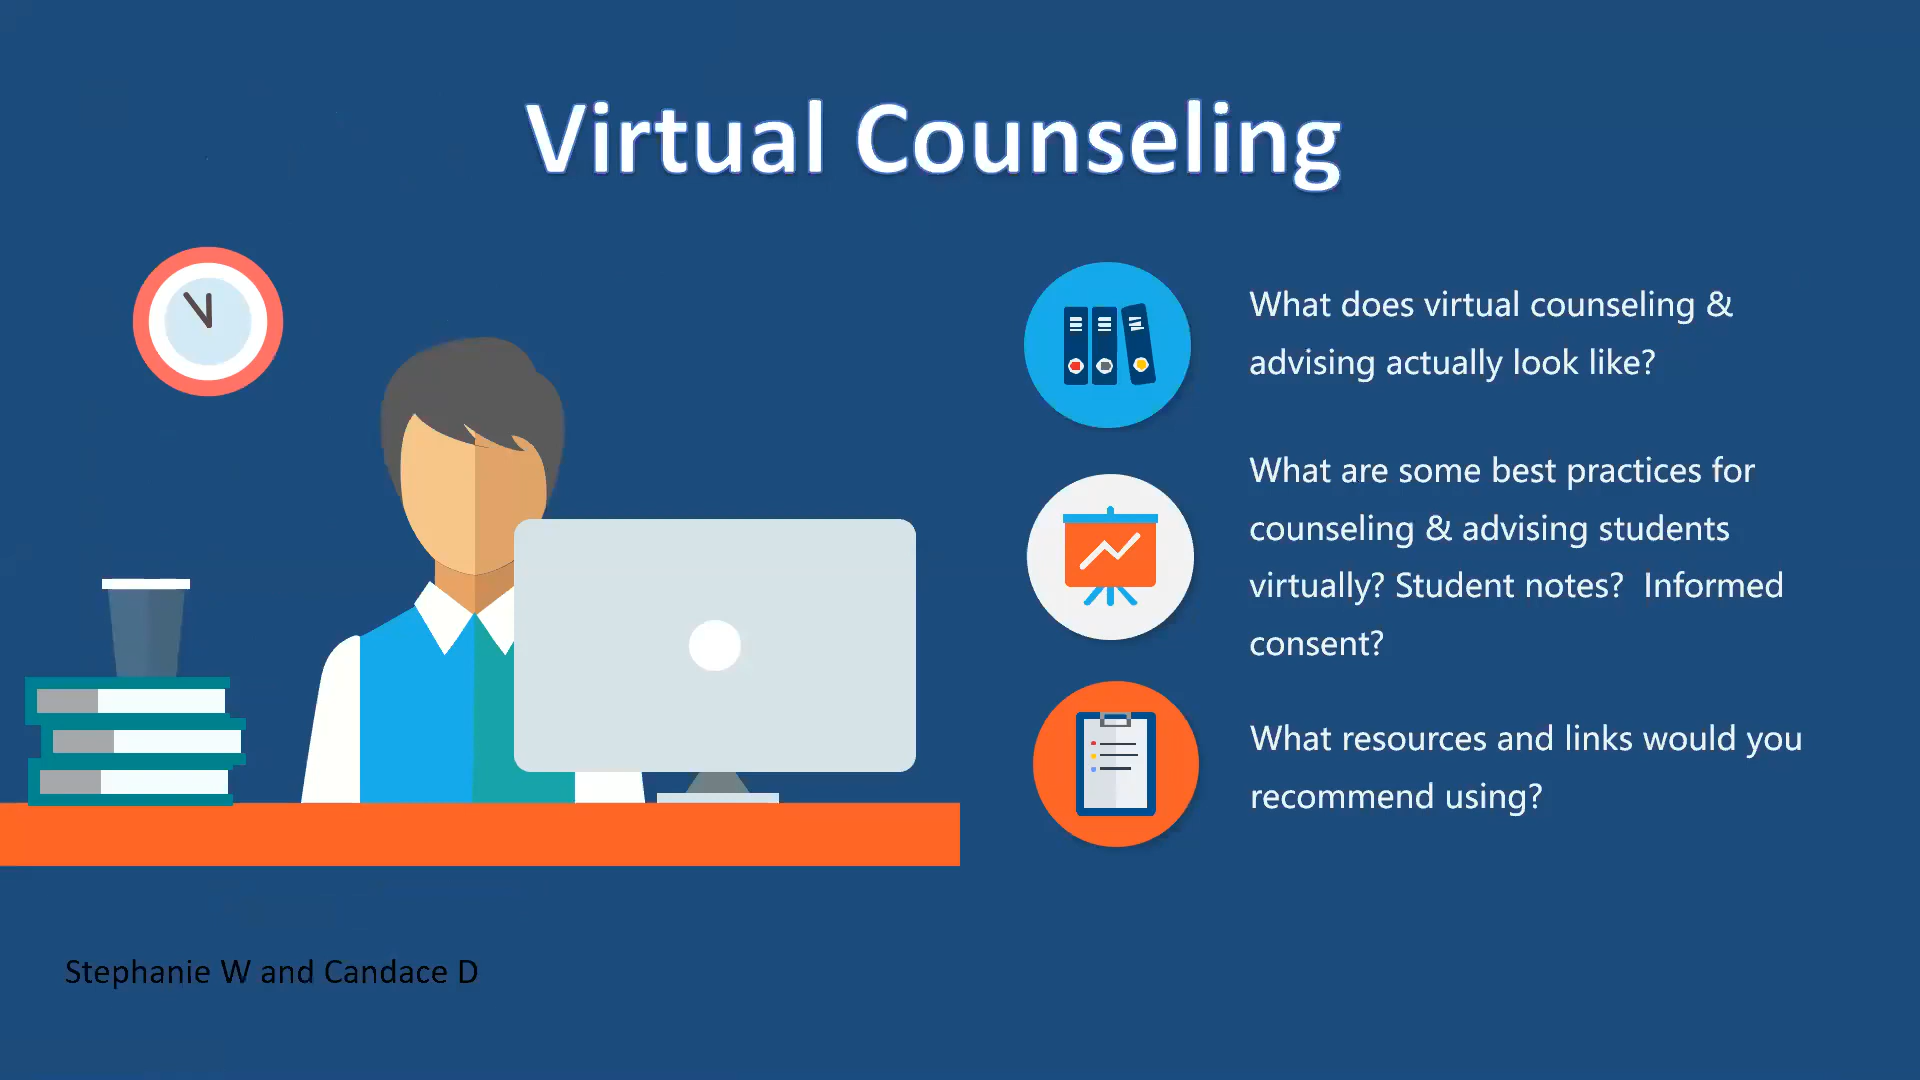 Virtual Counseling
What does virtual counseling &
advising actually look like?
What are some best practices for
counseling & advising students
virtually? Student notes?  Informed
consent?
What resources and links would you
recommend using?
Stephanie W and Candace D